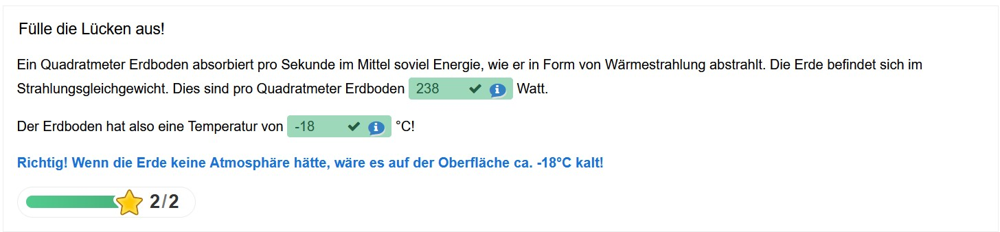 Fülle die Lücken aus!
Ein Quadratmeter Erdboden absorbiert pro Sekunde im Mittel soviel Energie, wie er in Form von Wärmestrahlung abstrahlt. Die Erde befindet sich im
Strahlungsgleichgewicht. Dies sind pro Quadratmeter Erdboden 238 Watt.
Der Erdboden hat also eine Temperatur von -18 °C!
Richtig! Wenn die Erde keine Atmosphäre hätte, wäre es auf der Oberfläche ca. -18°C kalt!
2/2